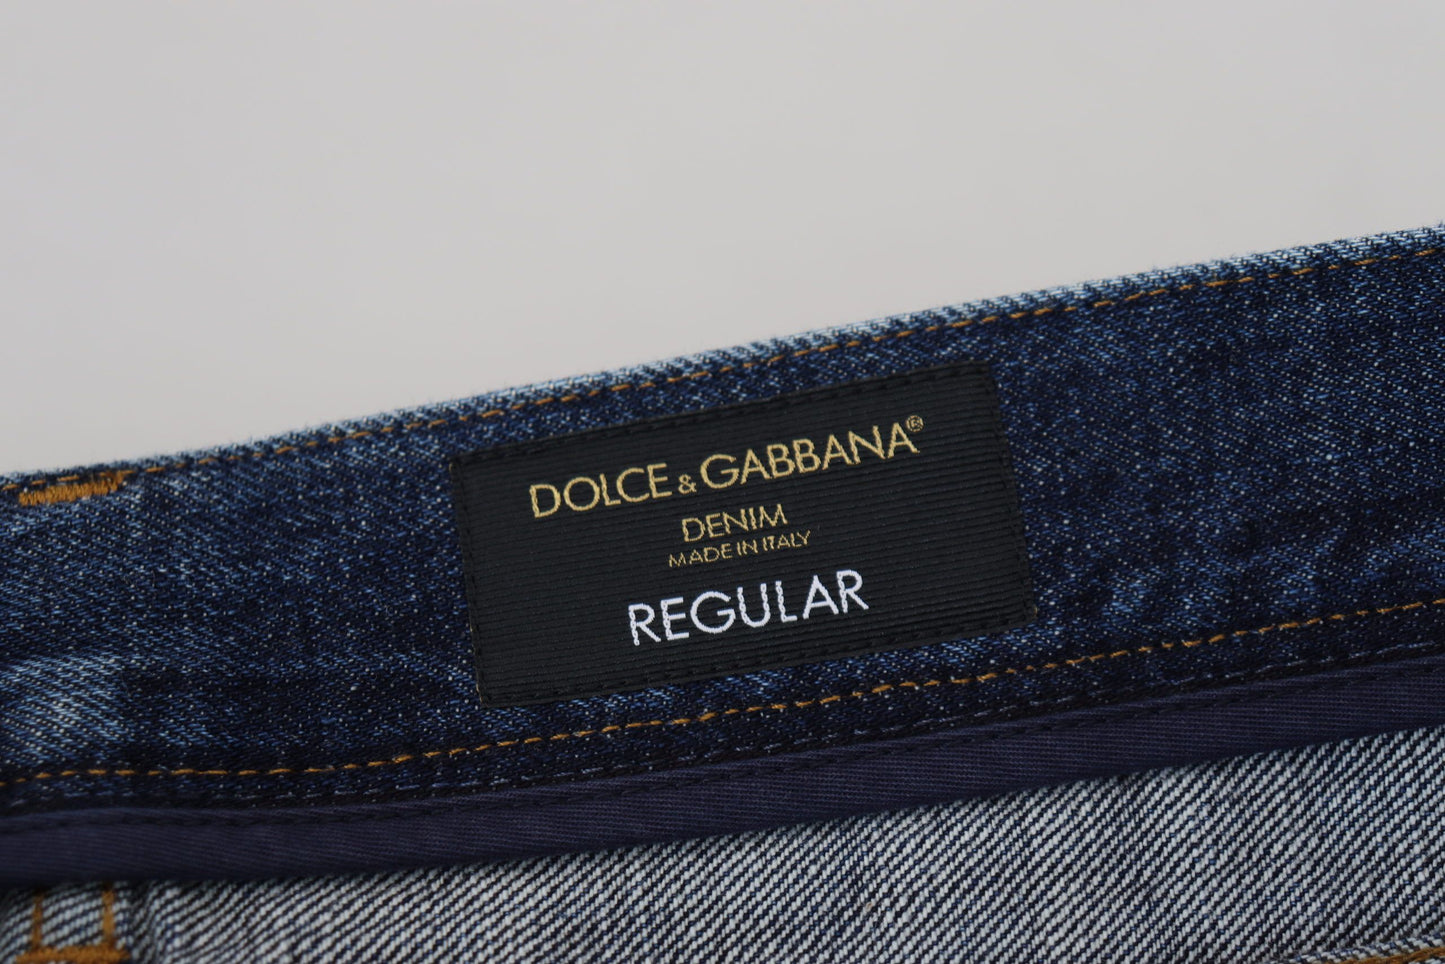 DOLCE & GABBANA®
DENIM
MADE IN ITALY
REGULAR